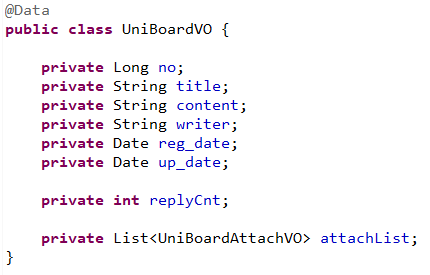 @Data
public class UniBoardVO {
private Long no;
private String title;
private String content;
private String writer;
private Date reg_date;
private Date up_date;
private int replyCnt;
private List<UniBoardAttachVO> attachList;
}